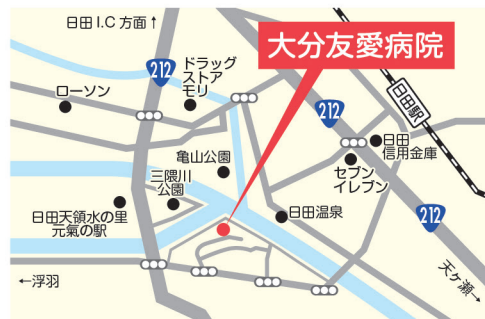 日田I.C方面↑
大分友愛病院
212
ドラッグ
ストア
モリ
ローソン
212
日田駅
日田
信用金庫
亀山公園
セブン
イレブン
三隈川
公園
日田天領水の里
元氣の駅
日田温泉
212
←浮羽
天ヶ瀬→